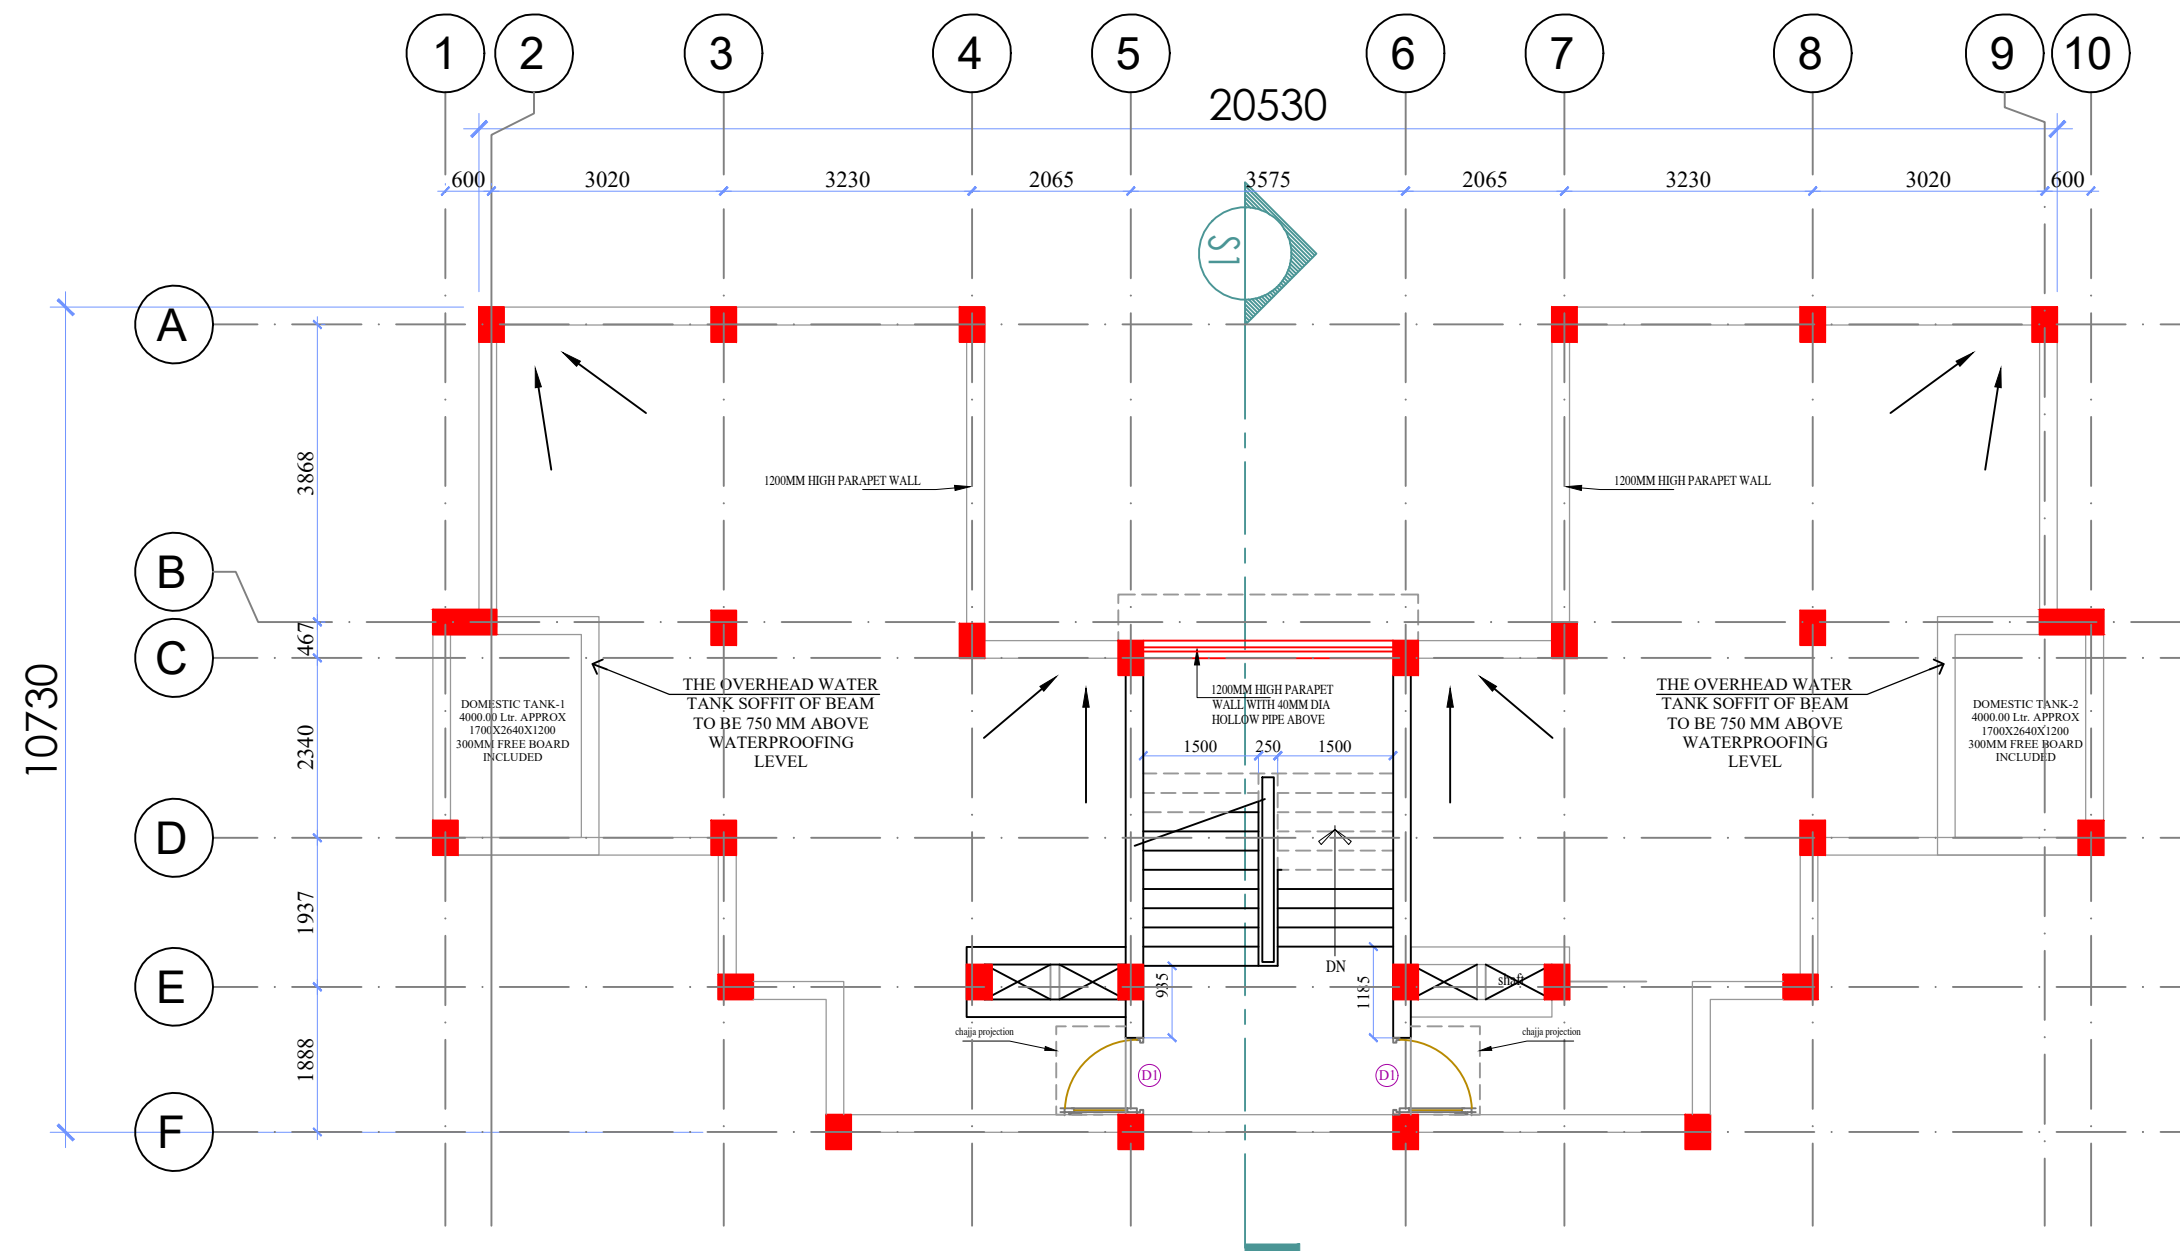 1 2 3 4 5 6 7 8 9 10
20530
600 3020 3230 2065 3575 2065 3230 3020 600
S1
A
B
C
D
E
F
10730
3868
467
2340
1937
1888
1200MM HIGH PARAPET WALL
1200MM HIGH PARAPET WALL
DOMESTIC TANK-1
4000.00 Ltr. APPROX
1700X2640X1200
300MM FREE BOARD
INCLUDED
THE OVERHEAD WATER
TANK SOFFIT OF BEAM
TO BE 750 MM ABOVE
WATERPROOFING
LEVEL
1200MM HIGH PARAPET
WALL WITH 40MM DIA
HOLLOW PIPE ABOVE
1500 250 1500
THE OVERHEAD WATER
TANK SOFFIT OF BEAM
TO BE 750 MM ABOVE
WATERPROOFING
LEVEL
DOMESTIC TANK-2
4000.00 Ltr. APPROX
1700X2640X1200
300MM FREE BOARD
INCLUDED
DN
935
1185
shaft
chajja projection
chajja projection
D1
D1